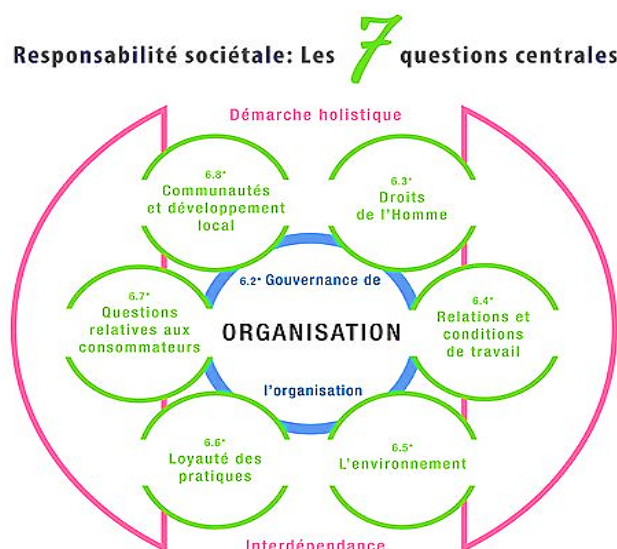 Responsabilité sociétale: Les 7 questions centrales
Démarche holistique
6.8*
Communautés
et développement
local
6.3*
Droits
de l'Homme
6.2* Gouvernance de
6.7*
Questions
relatives aux
consommateurs
ORGANISATION
6.4*
Relations et
conditions
de travail
l'organisation
6.6*
Loyauté des
pratiques
6.5*
L'environnement
Interdépendance